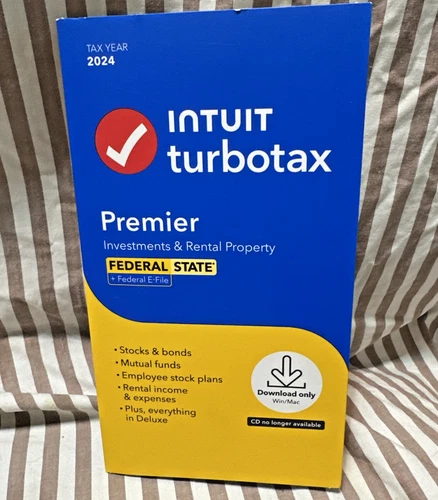 TAX YEAR
2024
INTUIT
turbotax
Premier
Investments & Rental Property
FEDERAL STATE*
+ Federal E-File
• Stocks & bonds
• Mutual funds
• Employee stock plans
• Rental income
& expenses
• Plus, everything
in Deluxe
Download only
Win/Mac
CD no longer available